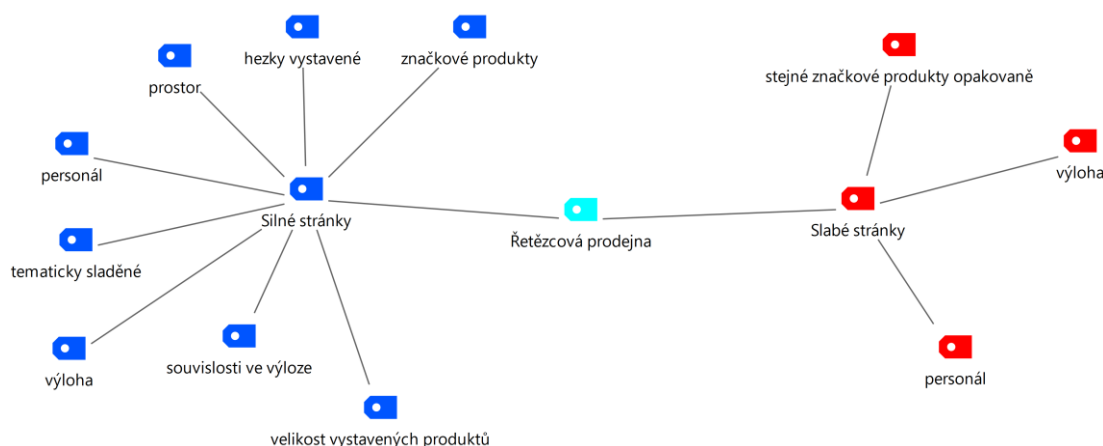 hezky vystavené
značkové produkty
stejné značkové produkty opakovaně
prostor
personál
výloha
Silné stránky
Řetězcová prodejna
Slabé stránky
tematicky sladěné
výloha
souvislosti ve výloze
personál
velikost vystavených produktů